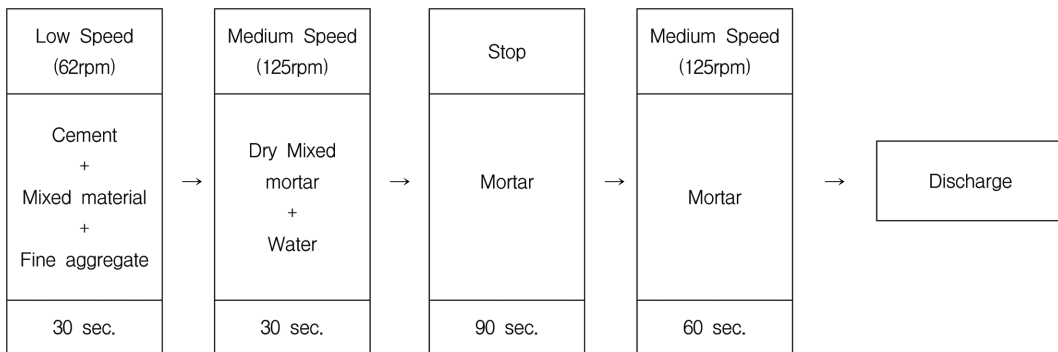 Low Speed
(62rpm)
Cement
+
Mixed material
+
Fine aggregate
30 sec.
→
Medium Speed
(125rpm)
Dry Mixed
mortar
+
Water
30 sec.
→
Stop
Mortar
90 sec.
→
Medium Speed
(125rpm)
Mortar
60 sec.
→
Discharge